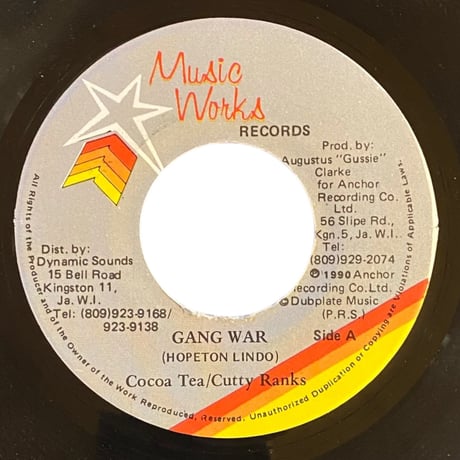 Music
Works
RECORDS
Prod. by:
Augustus "Gussie"
Clarke
for Anchor
Recording Co.
Ltd.
56 Slipe Rd.,
Kgn.5, Ja. W.I.
Tel:
(809)929-2074
℗1990 Anchor
Recording Co.Ltd.
©Dubplate Music
(P.R.S.)
Side A
Dist. by:
Dynamic Sounds
15 Bell Road
Kingston 11,
Ja. W.I.
Tel: (809)923-9168/
923-9138
GANG WAR
(HOPETON LINDO)
Cocoa Tea/Cutty Ranks
All Rights of the Producer and of the Owner of the Work Reproduced, Reserved. Unauthorized Duplication or Copying are Violations of Applicable Laws.